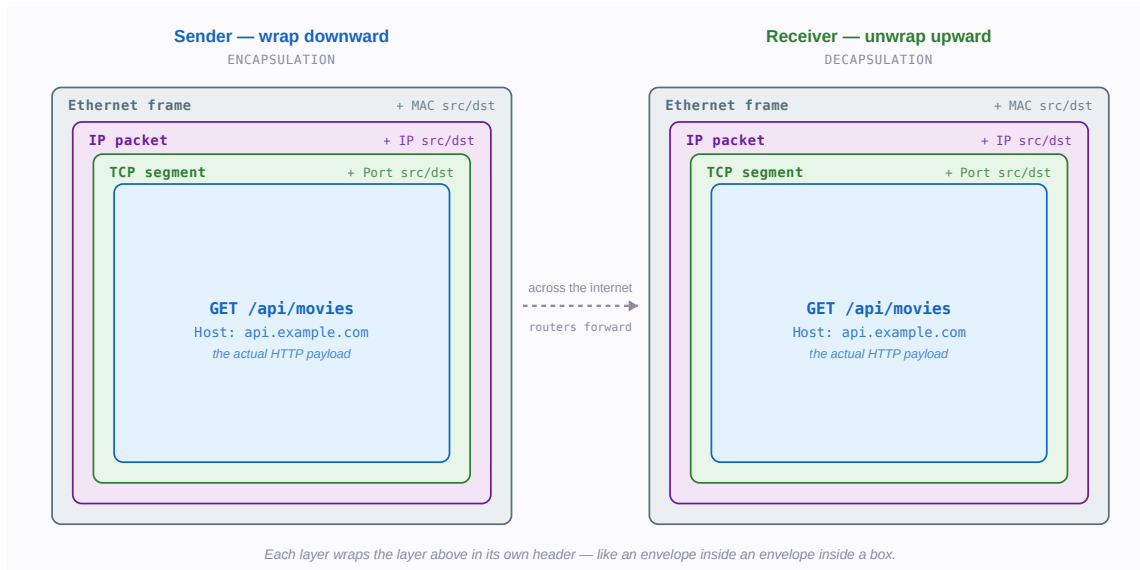 Sender — wrap downward
ENCAPSULATION
Ethernet frame + MAC src/dst
IP packet + IP src/dst
TCP segment + Port src/dst
GET /api/movies
Host: api.example.com
the actual HTTP payload
across the internet
routers forward
Receiver — unwrap upward
DECAPSULATION
Ethernet frame + MAC src/dst
IP packet + IP src/dst
TCP segment + Port src/dst
GET /api/movies
Host: api.example.com
the actual HTTP payload
Each layer wraps the layer above in its own header — like an envelope inside an envelope inside a box.